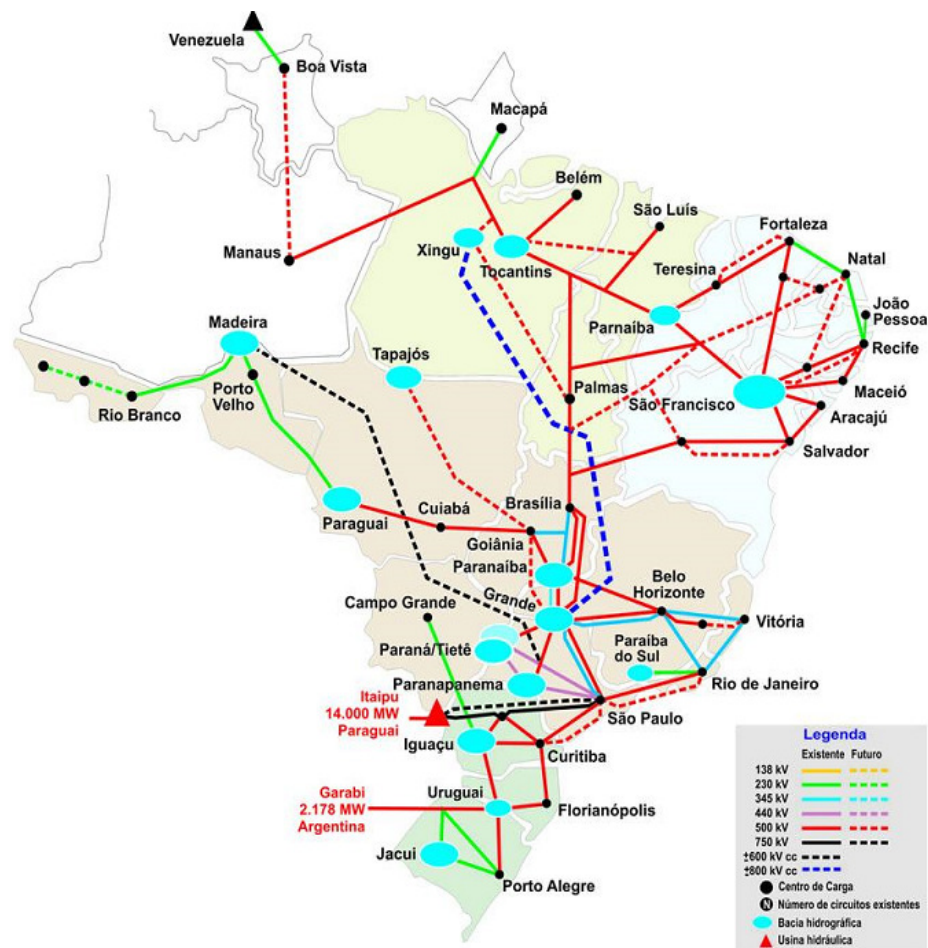 Venezuela
Boa Vista
Macapá
Belém
São Luís
Fortaleza
Xingu
Manaus
Tocantins
Teresina
Natal
João
Pessoa
Madeira
Parnaíba
Recife
Tapajós
Porto
Velho
Palmas
São Francisco
Maceió
Rio Branco
Aracajú
Salvador
Brasília
Cuiabá
Paraguai
Goiânia
Paranaíba
Belo
Horizonte
Campo Grande
Grande
Vitória
Paraná/Tietê
Paraíba
do Sul
Paranapanema
Rio de Janeiro
Itaipu
14.000 MW
Paraguai
São Paulo
Iguaçu
Curitiba
Garabi
2.178 MW
Argentina
Uruguai
Florianópolis
Jacui
Porto Alegre
Legenda
Existente Futuro
138 kV
230 kV
345 kV
440 kV
500 kV
750 kV
±600 kV cc
±800 kV cc
Centro de Carga
N Número de circuitos existentes
Bacia hidrográfica
Usina hidráulica